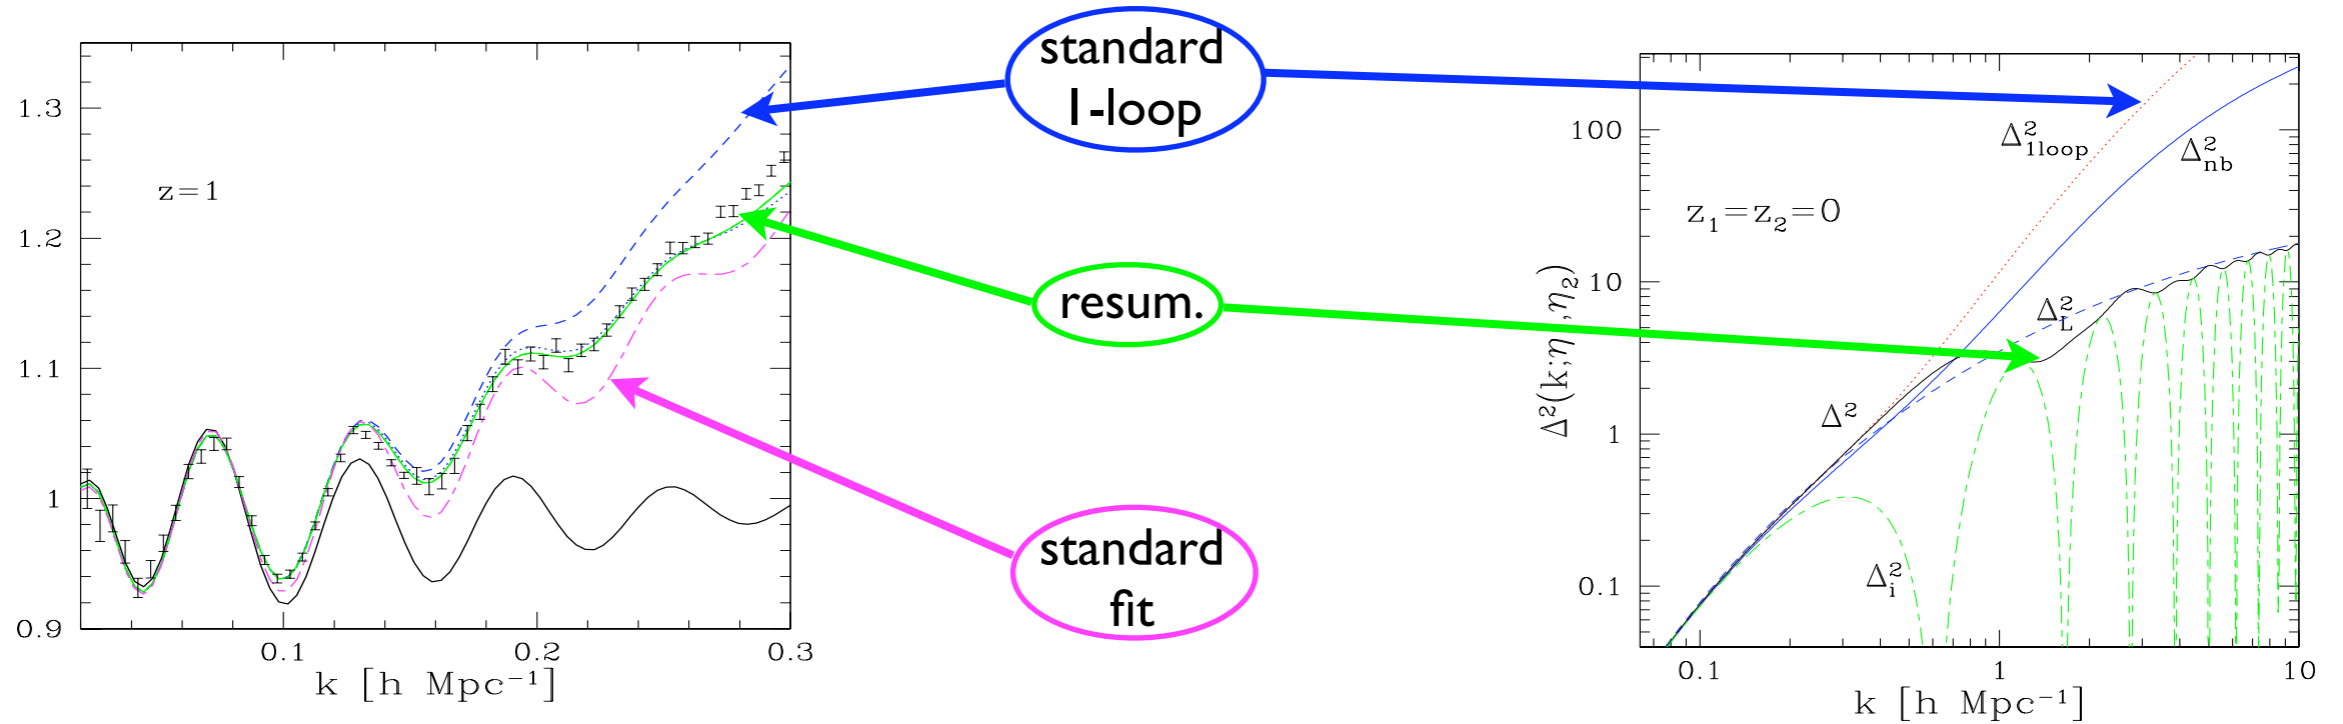 standard
1-loop
resum.
standard
fit
z=1
1.3
1.2
1.1
1
0.9
0.1
0.2
0.3
k [h Mpc⁻¹]
Δ²(k;η₁,η₂)
100
10
1
0.1
z₁=z₂=0
Δ²1loop
Δ²nb
Δ²L
Δ²
Δ²i
0.1
1
10
k [h Mpc⁻¹]